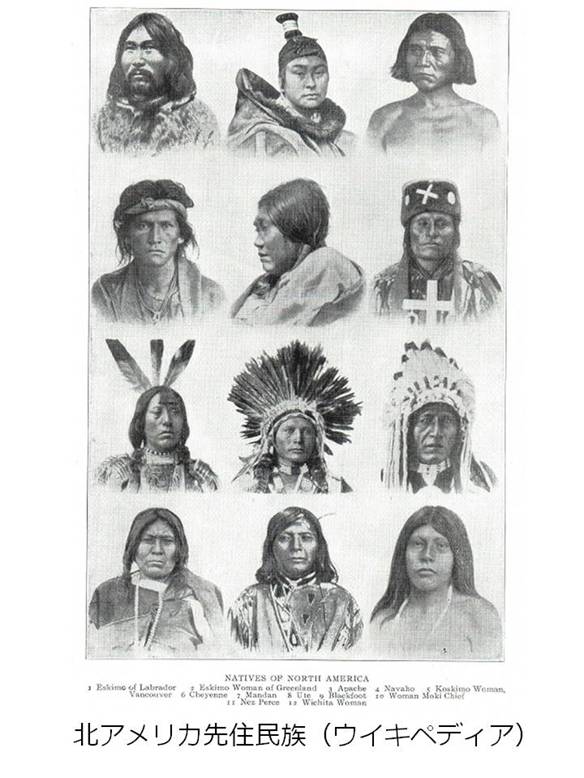 NATIVES OF NORTH AMERICA
1 Eskimo of Labrador 2 Eskimo Woman of Greenland 3 Apache 4 Navaho 5 Koskimo Woman,
Vancouver 6 Cheyenne 7 Mandan 8 Ute 9 Blackfoot 10 Woman Moki Chief
11 Nez Perce 12 Wichita Woman
北アメリカ先住民族（ウイキペディア）